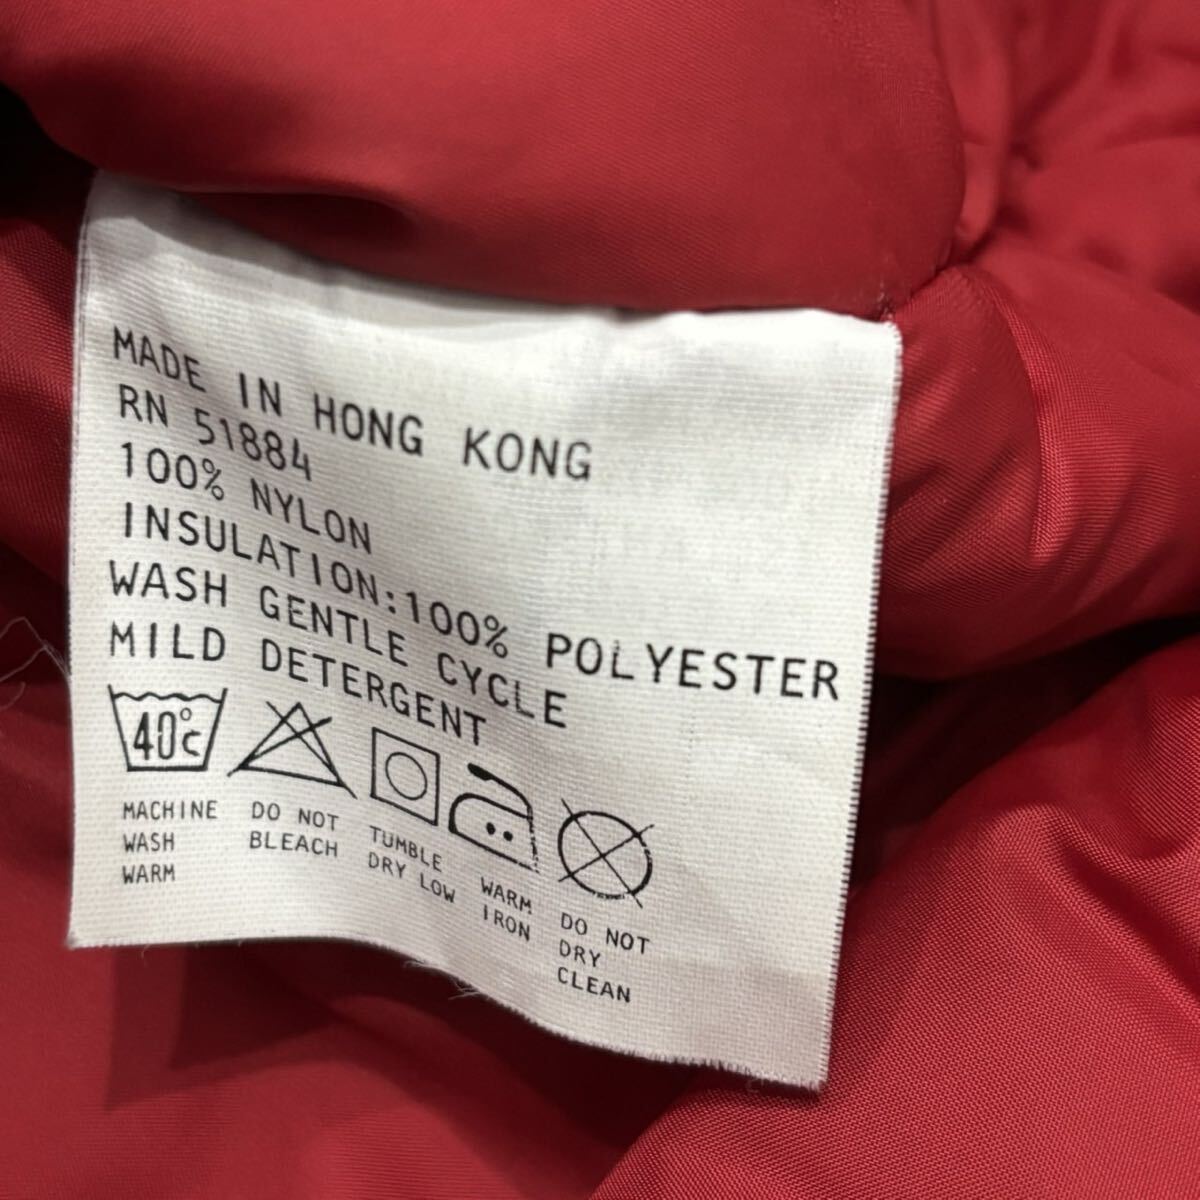 MADE IN HONG KONG
RN 51884
100% NYLON
INSULATION:100% POLYESTER
WASH GENTLE CYCLE
MILD DETERGENT
40°C
MACHINE WASH WARM
DO NOT BLEACH
TUMBLE DRY LOW
WARM IRON
DO NOT DRY CLEAN